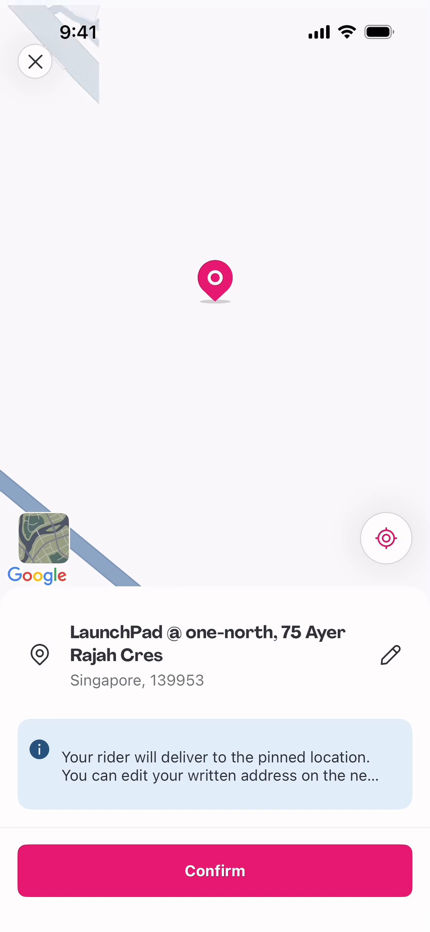 9:41
Google
LaunchPad @ one-north, 75 Ayer
Rajah Cres
Singapore, 139953
Your rider will deliver to the pinned location.
You can edit your written address on the ne...
Confirm